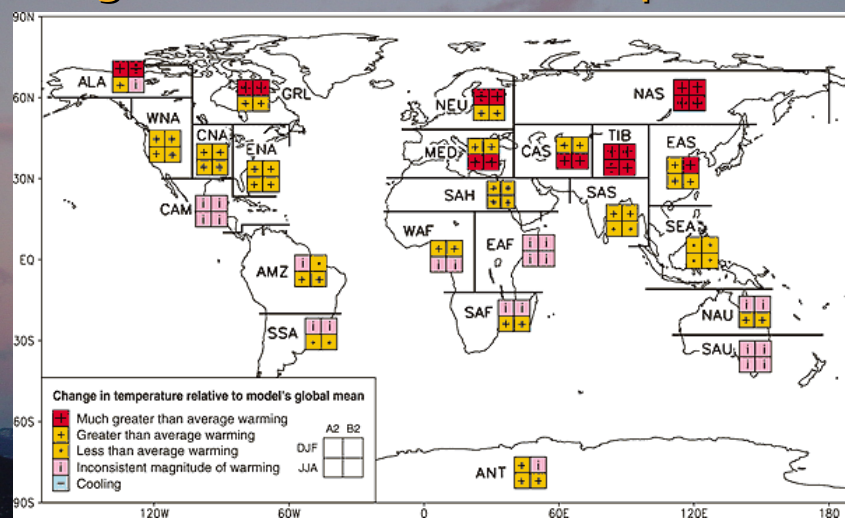 90N
60N
30N
EQ
30S
60S
90S
ALA
GRL
WNA
CNA
ENA
CAM
AMZ
SSA
NEU
MED
SAH
WAF
EAF
SAF
NAS
CAS
TIB
EAS
SAS
SEA
NAU
SAU
ANT
Change in temperature relative to model's global mean
+ Much greater than average warming
+ Greater than average warming
• Less than average warming
i Inconsistent magnitude of warming
− Cooling
A2 B2
DJF
JJA
120W 60W 0 60E 120E 180